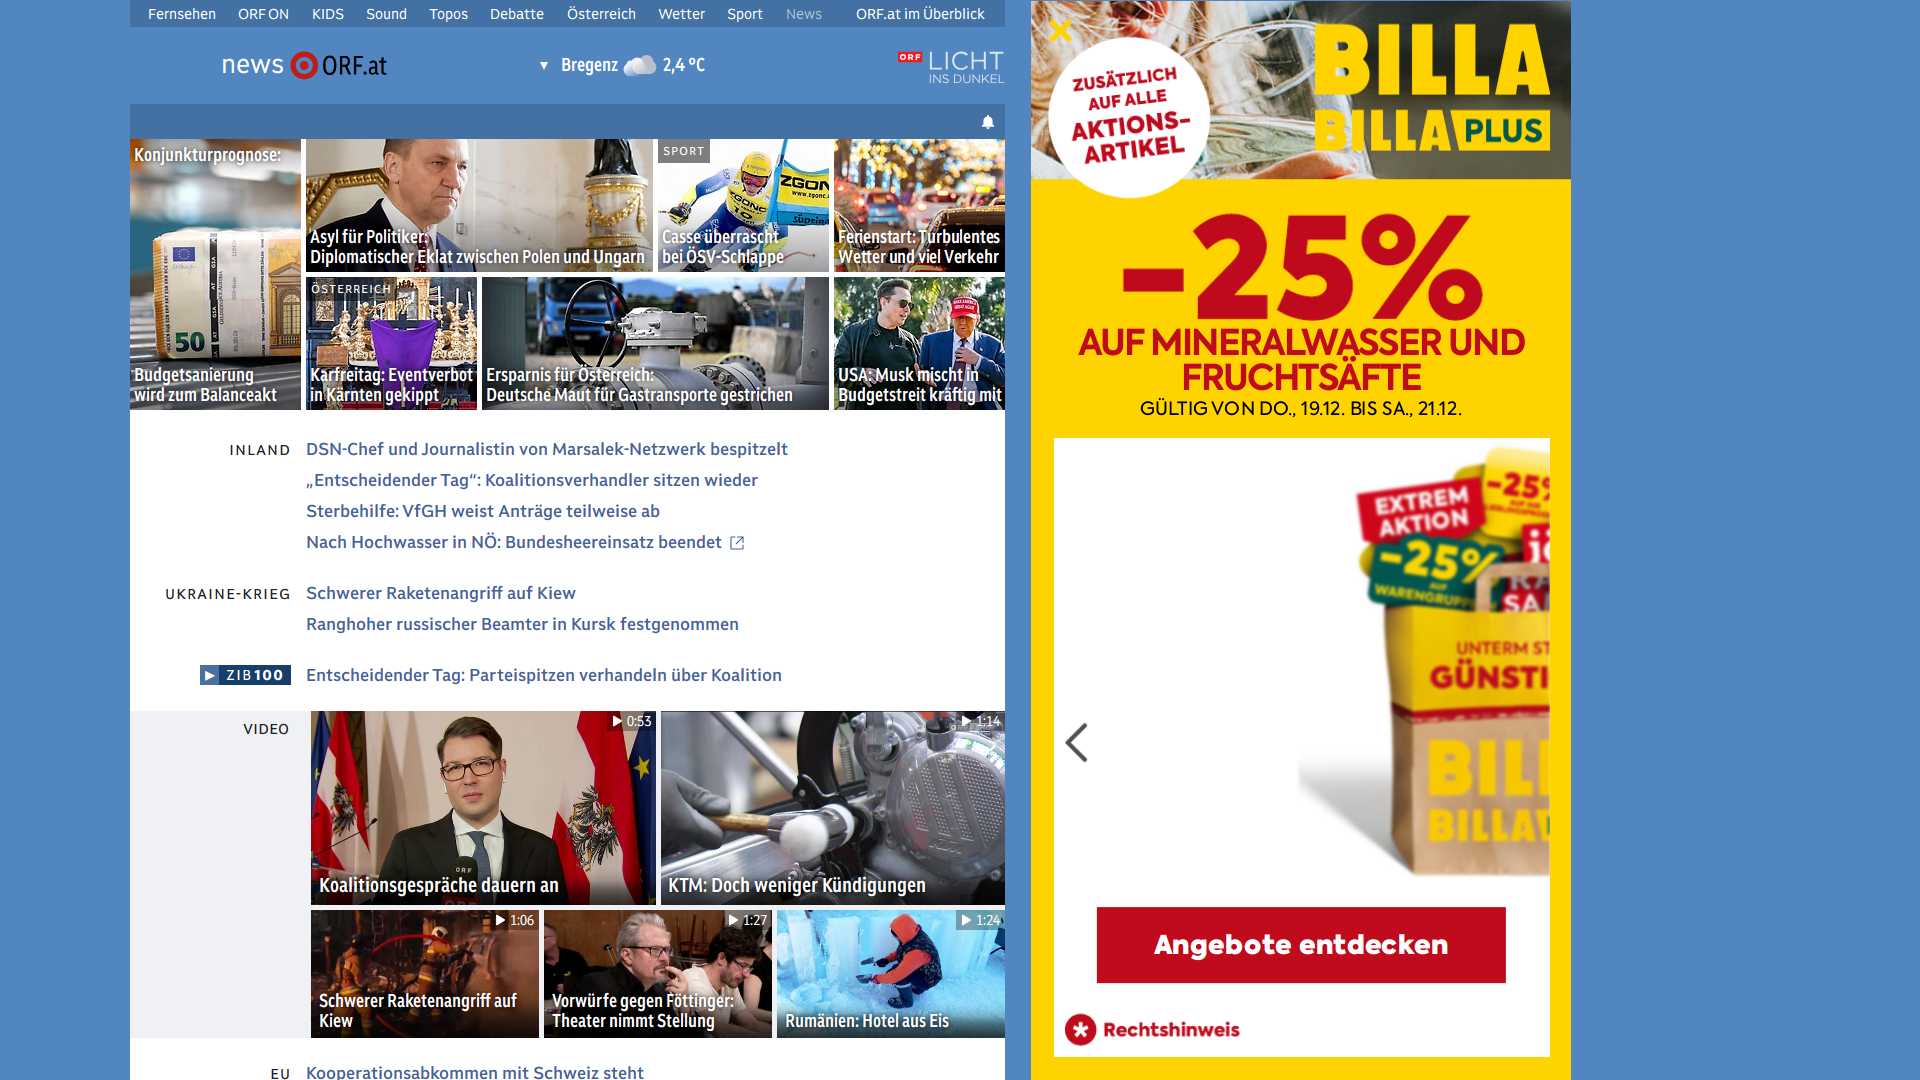 Fernsehen ORF ON KIDS Sound Topos Debatte Österreich Wetter Sport News ORF.at im Überblick
news ORF.at
Bregenz 2,4 °C
ORF LICHT
INS DUNKEL
Konjunkturprognose:
Budgetsanierung
wird zum Balanceakt
50
Asyl für Politiker:
Diplomatischer Eklat zwischen Polen und Ungarn
SPORT
ZGONC
Casse überrascht
bei ÖSV-Schlappe
Ferienstart: Turbulentes
Wetter und viel Verkehr
ÖSTERREICH
Karfreitag: Eventverbot
in Kärnten gekippt
Ersparnis für Österreich:
Deutsche Maut für Gastransporte gestrichen
USA: Musk mischt in
Budgetstreit kräftig mit
INLAND
DSN-Chef und Journalistin von Marsalek-Netzwerk bespitzelt
„Entscheidender Tag“: Koalitionsverhandler sitzen wieder
Sterbehilfe: VfGH weist Anträge teilweise ab
Nach Hochwasser in NÖ: Bundesheereinsatz beendet
UKRAINE-KRIEG
Schwerer Raketenangriff auf Kiew
Ranghoher russischer Beamter in Kursk festgenommen
ZIB100
Entscheidender Tag: Parteispitzen verhandeln über Koalition
VIDEO
0:53
Koalitionsgespräche dauern an
1:14
KTM: Doch weniger Kündigungen
1:06
Schwerer Raketenangriff auf
Kiew
1:27
Vorwürfe gegen Föttinger:
Theater nimmt Stellung
1:24
Rumänien: Hotel aus Eis
EU
Kooperationsabkommen mit Schweiz steht
ZUSÄTZLICH
AUF ALLE
AKTIONS-
ARTIKEL
BILLA
BILLA PLUS
-25%
AUF MINERALWASSER UND
FRUCHTSÄFTE
GÜLTIG VON DO., 19.12. BIS SA., 21.12.
-25%
EXTREM
AKTION
-25%
AUF
WARENGRUPP
UNTERM ST
GÜNSTI
BILL
BILLA
Angebote entdecken
Rechtshinweis